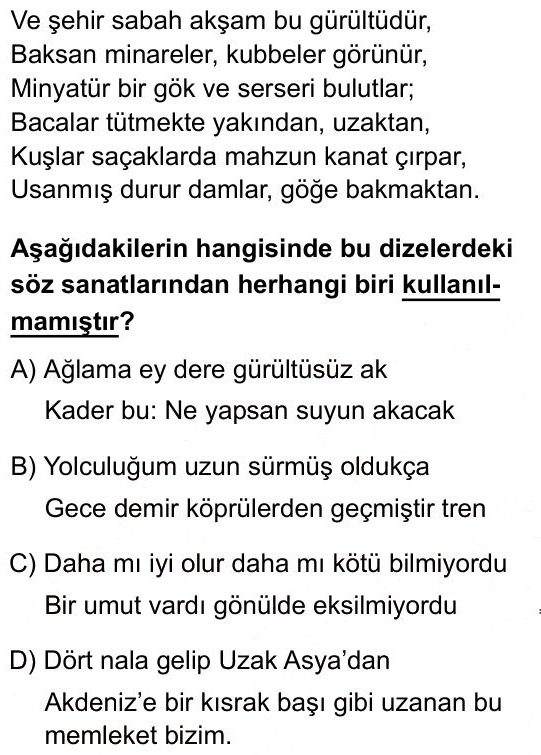 Ve şehir sabah akşam bu gürültüdür,
Baksan minareler, kubbeler görünür,
Minyatür bir gök ve serseri bulutlar;
Bacalar tütmekte yakından, uzaktan,
Kuşlar saçaklarda mahzun kanat çırpar,
Usanmış durur damlar, göğe bakmaktan.
Aşağıdakilerin hangisinde bu dizelerdeki
söz sanatlarından herhangi biri kullanıl-
mamıştır?
A) Ağlama ey dere gürültüsüz ak
Kader bu: Ne yapsan suyun akacak
B) Yolculuğum uzun sürmüş oldukça
Gece demir köprülerden geçmiştir tren
C) Daha mı iyi olur daha mı kötü bilmiyordu
Bir umut vardı gönülde eksilmiyordu
D) Dört nala gelip Uzak Asya’dan
Akdeniz’e bir kısrak başı gibi uzanan bu
memleket bizim.